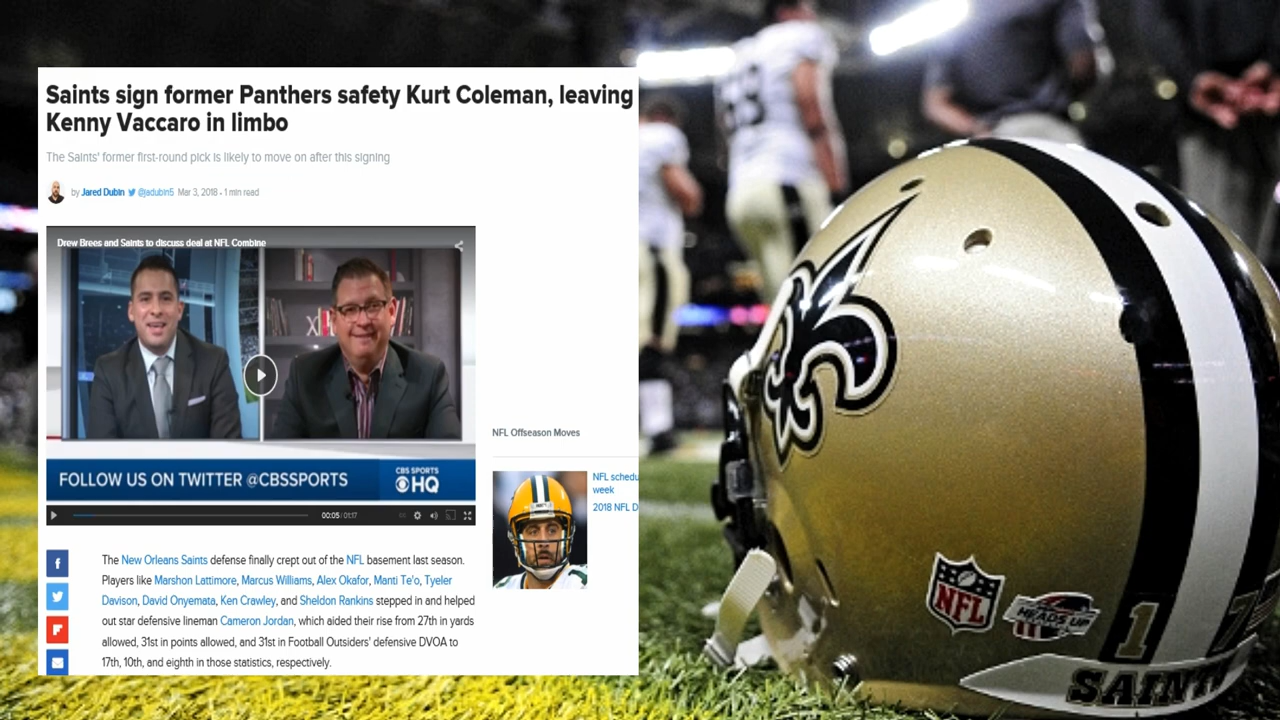 Saints sign former Panthers safety Kurt Coleman, leaving
Kenny Vaccaro in limbo
The Saints' former first-round pick is likely to move on after this signing
by Jared Dubin @jadubin5 Mar 3, 2018 • 1 min read
Drew Brees and Saints to discuss deal at NFL Combine
FOLLOW US ON TWITTER @CBSSPORTS
CBS SPORTS
HQ
00:05 / 01:17
NFL Offseason Moves
NFL schedu
week
2018 NFL D
The New Orleans Saints defense finally crept out of the NFL basement last season.
Players like Marshon Lattimore, Marcus Williams, Alex Okafor, Manti Te'o, Tyeler
Davison, David Onyemata, Ken Crawley, and Sheldon Rankins stepped in and helped
out star defensive lineman Cameron Jordan, which aided their rise from 27th in yards
allowed, 31st in points allowed, and 31st in Football Outsiders' defensive DVOA to
17th, 10th, and eighth in those statistics, respectively.
NFL
HEADS UP
1
SAINTS